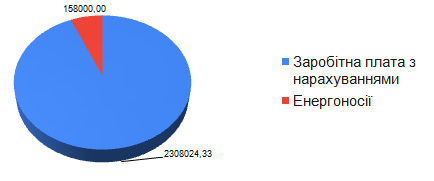 158000,00
Заробітна плата з
нарахуваннями
Енергоносії
2308024,33